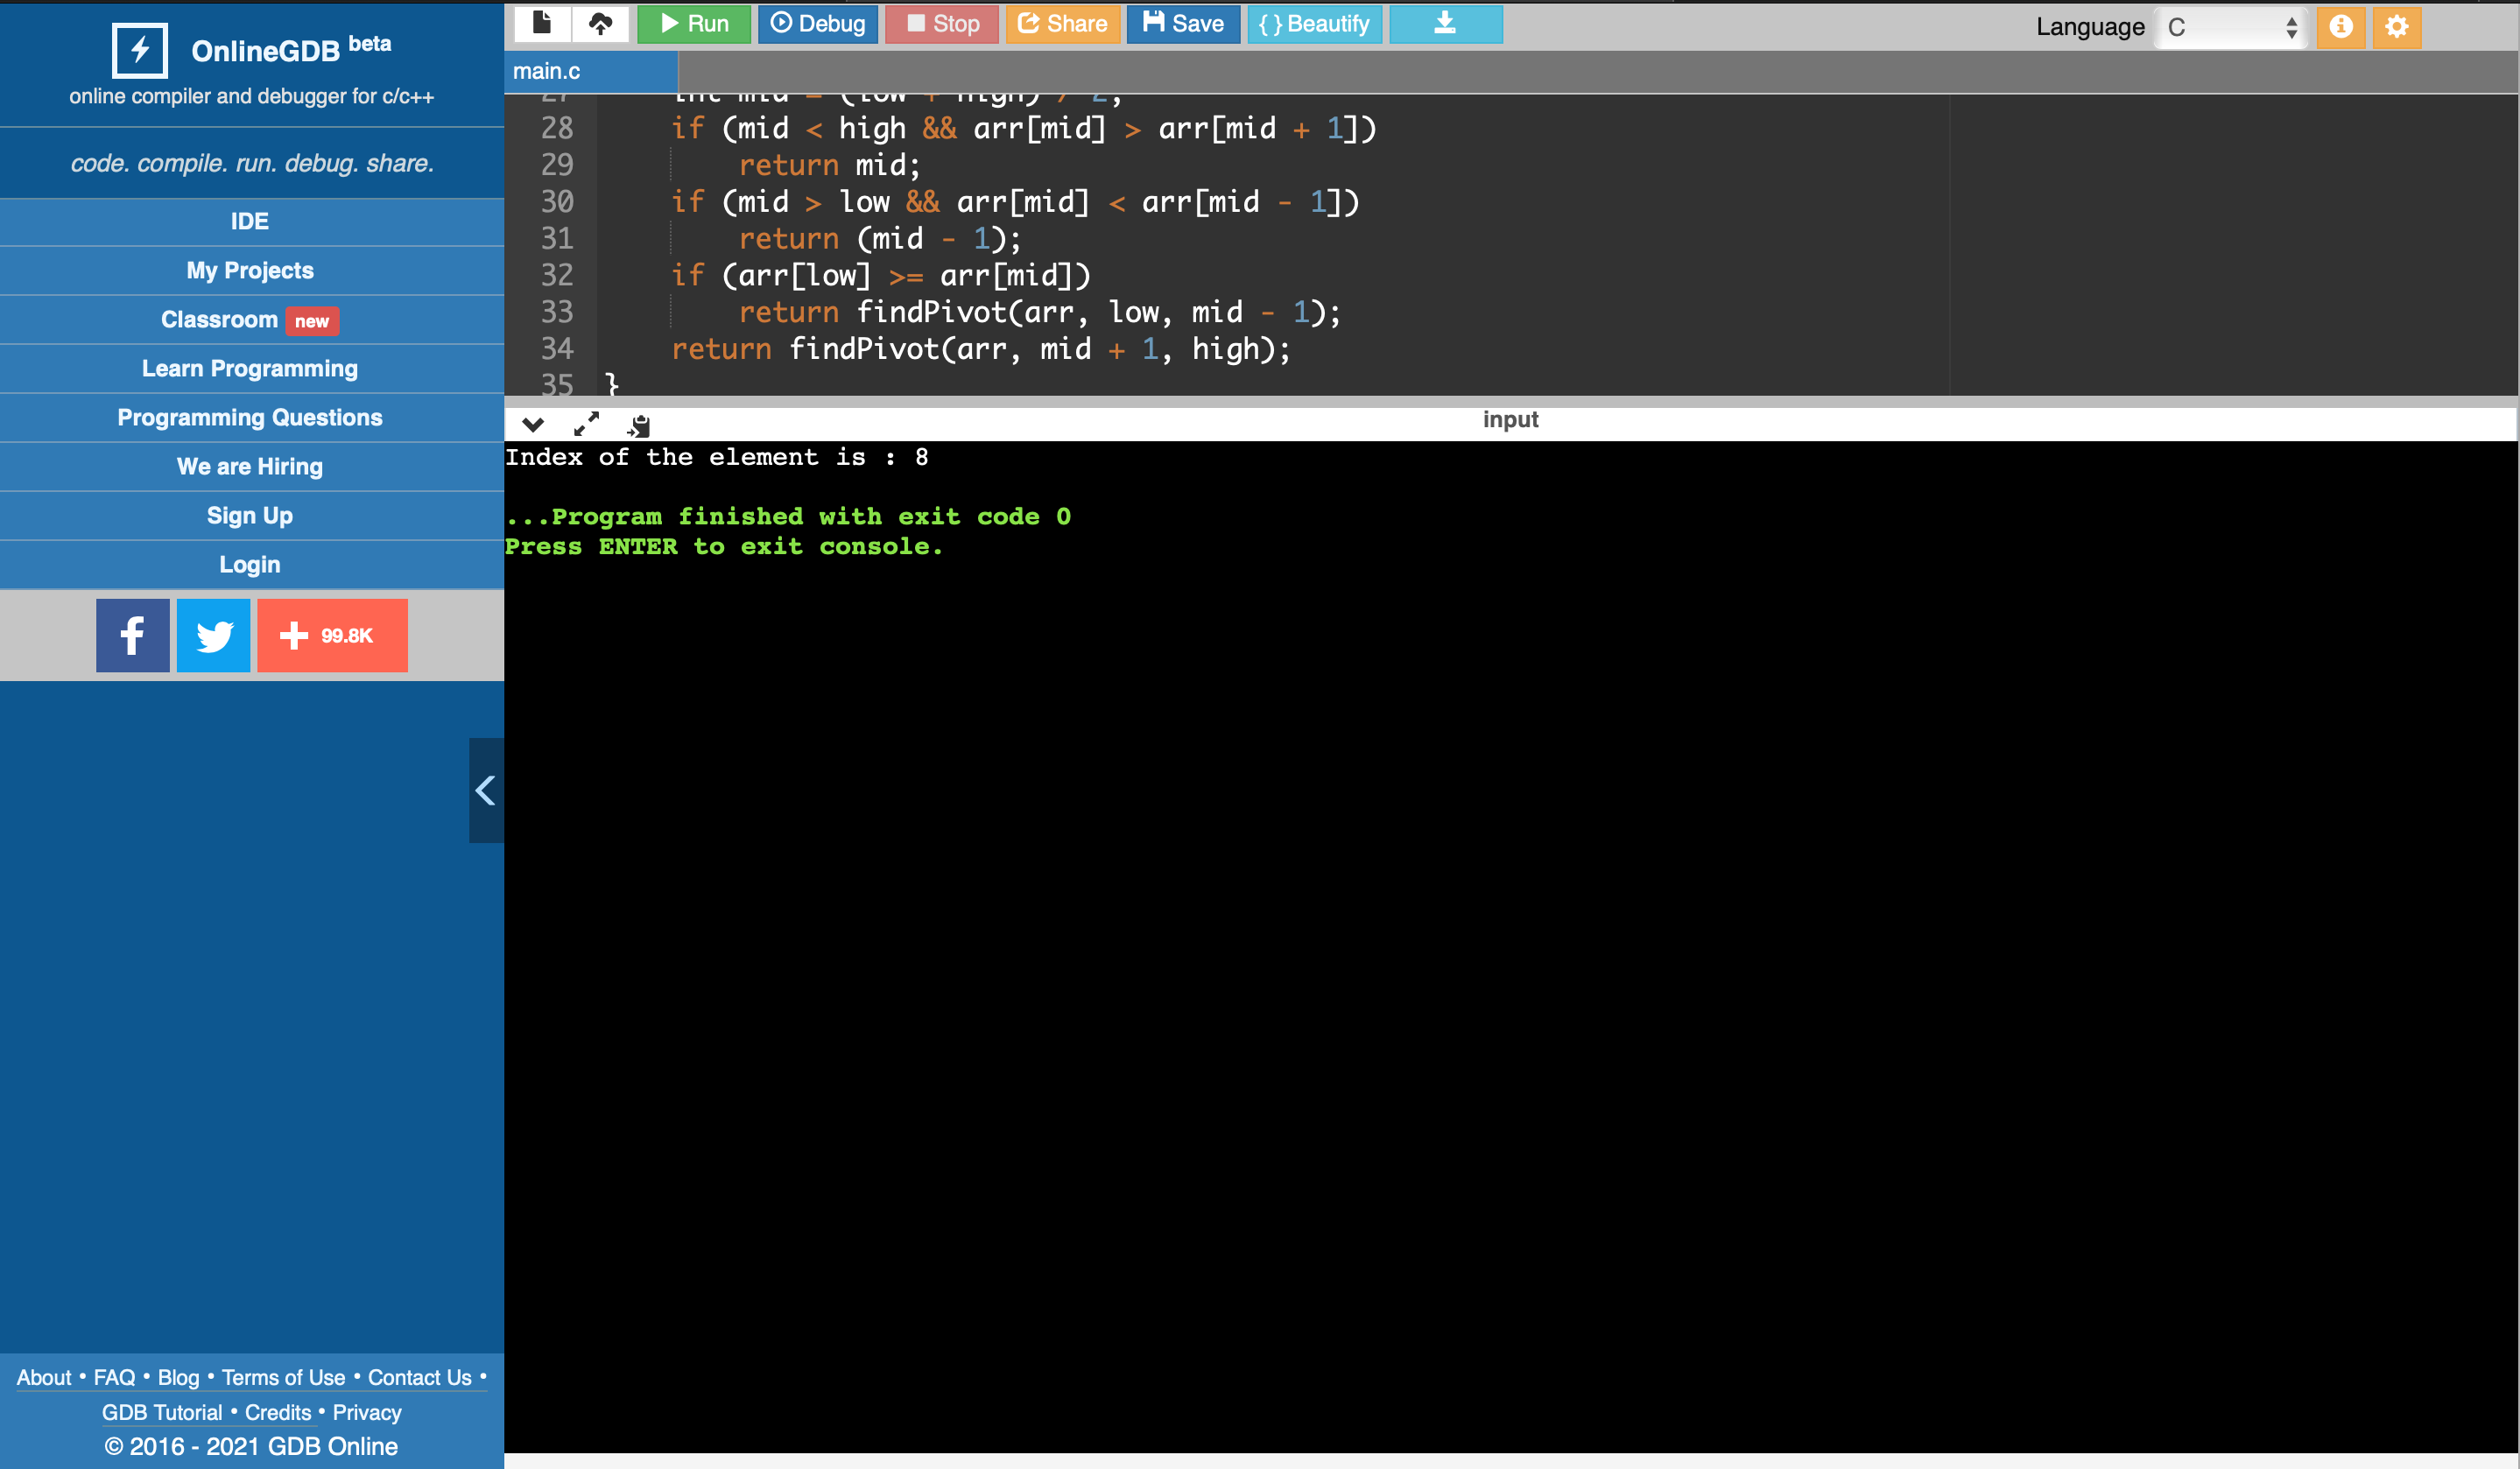 OnlineGDB beta
online compiler and debugger for c/c++
code. compile. run. debug. share.
IDE
My Projects
Classroom new
Learn Programming
Programming Questions
We are Hiring
Sign Up
Login
99.8K
About • FAQ • Blog • Terms of Use • Contact Us •
GDB Tutorial • Credits • Privacy
© 2016 - 2021 GDB Online
Run Debug Stop Share Save { } Beautify
Language C
main.c
27 int mid = (low + high) / 2;
28 if (mid < high && arr[mid] > arr[mid + 1])
29 return mid;
30 if (mid > low && arr[mid] < arr[mid - 1])
31 return (mid - 1);
32 if (arr[low] >= arr[mid])
33 return findPivot(arr, low, mid - 1);
34 return findPivot(arr, mid + 1, high);
35 }
input
Index of the element is : 8
...Program finished with exit code 0
Press ENTER to exit console.